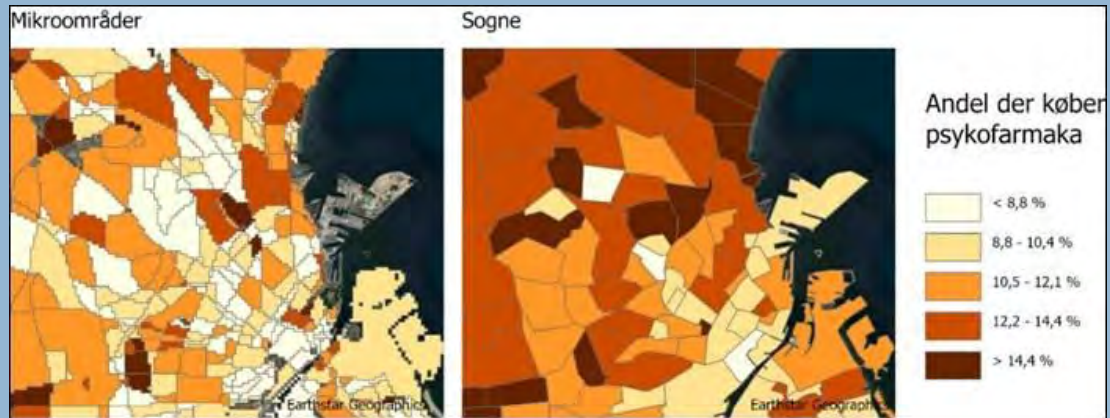 Mikroområder
Sogne
Andel der køber
psykofarmaka
< 8,8 %
8,8 - 10,4 %
10,5 - 12,1 %
12,2 - 14,4 %
> 14,4 %
Earthstar Geographics
Earthstar Geographics